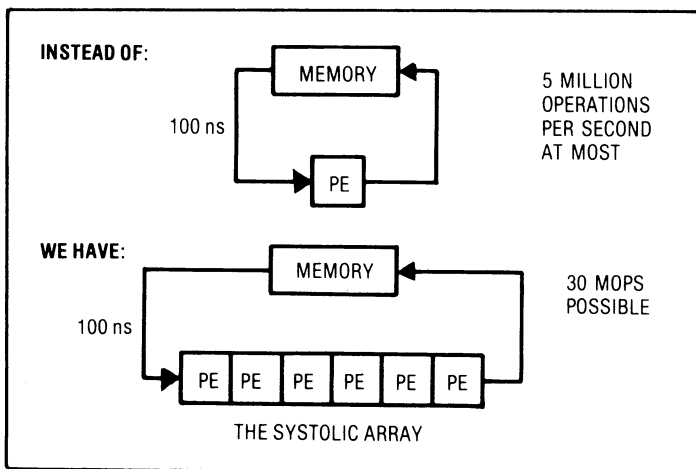 INSTEAD OF:
MEMORY
5 MILLION
OPERATIONS
PER SECOND
AT MOST
100 ns
PE
WE HAVE:
MEMORY
30 MOPS
POSSIBLE
100 ns
PE PE PE PE PE PE
THE SYSTOLIC ARRAY